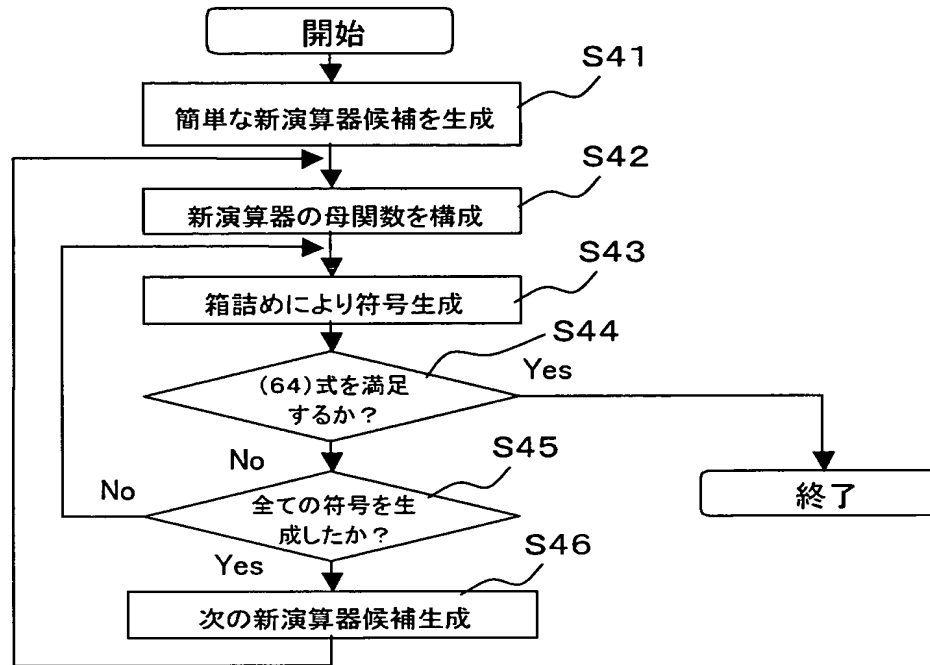 開始
S41
簡単な新演算器候補を生成
S42
新演算器の母関数を構成
S43
箱詰めにより符号生成
S44
Yes
(64)式を満足
するか?
No
S45
No
全ての符号を生
成したか?
終了
Yes
S46
次の新演算器候補生成